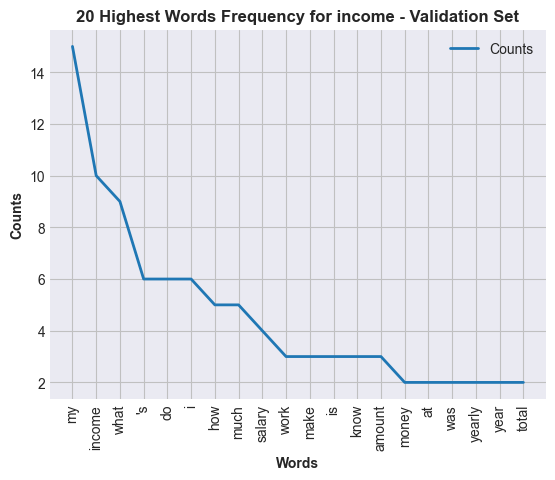 20 Highest Words Frequency for income - Validation Set
Counts
Counts
14
12
10
8
6
4
2
my
income
what
's
do
i
how
much
salary
work
make
is
know
amount
money
at
was
yearly
year
total
Words